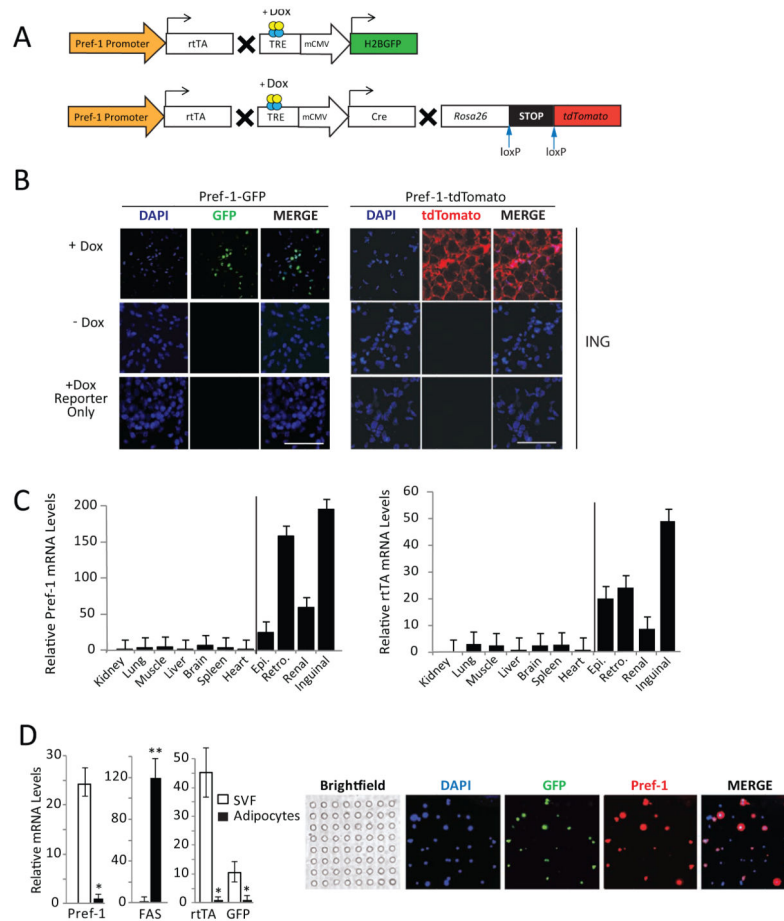 A
+ Dox
Pref-1 Promoter rtTA TRE mCMV H2BGFP
+ Dox
Pref-1 Promoter rtTA TRE mCMV Cre Rosa26 STOP tdTomato
loxP loxP
B
Pref-1-GFP Pref-1-tdTomato
DAPI GFP MERGE DAPI tdTomato MERGE
+ Dox
- Dox
+Dox
Reporter
Only
ING
C
Relative Pref-1 mRNA Levels
200
150
100
50
0
Kidney Lung Muscle Liver Brain Spleen Heart Epi. Retro. Renal Inguinal
Relative rtTA mRNA Levels
60
50
40
30
20
10
0
Kidney Lung Muscle Liver Brain Spleen Heart Epi. Retro. Renal Inguinal
D
Relative mRNA Levels
30
20
10
0
*
Pref-1
120
80
40
0
**
FAS
50
40
30
20
10
0
SVF
Adipocytes
* *
rtTA GFP
Brightfield DAPI GFP Pref-1 MERGE